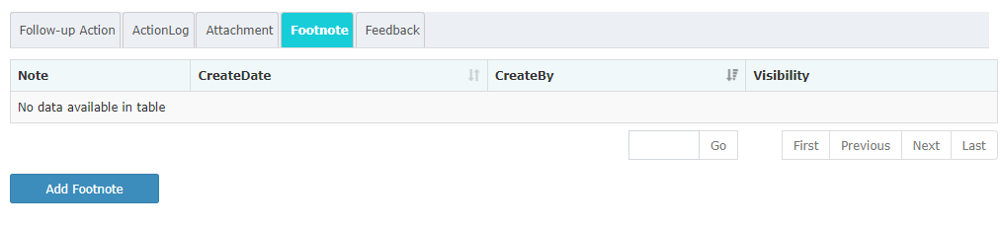 Follow-up Action ActionLog Attachment Footnote Feedback
Note CreateDate CreateBy Visibility
No data available in table
Go First Previous Next Last
Add Footnote